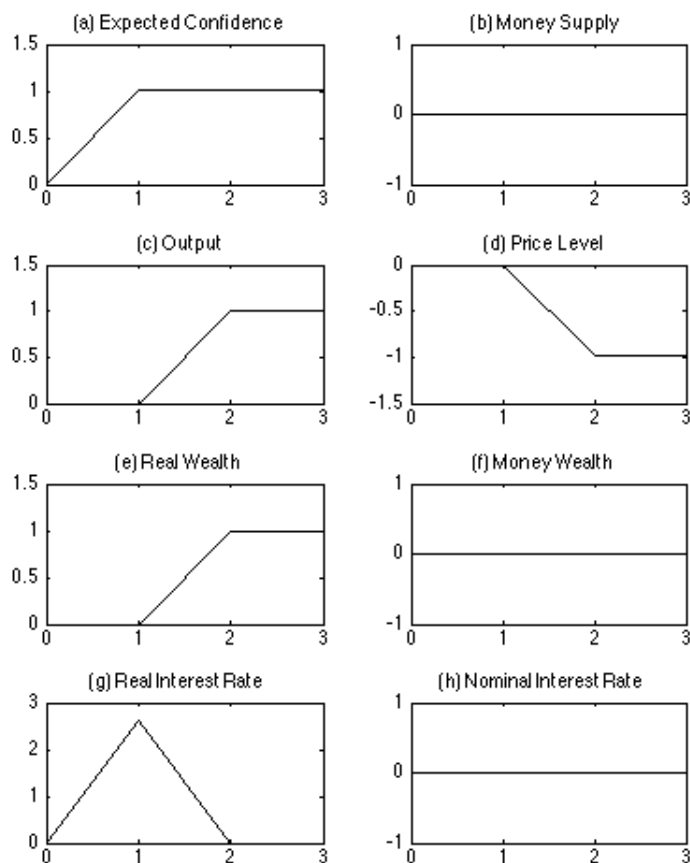 (a) Expected Confidence
1.5
1
0.5
0
0 1 2 3
(b) Money Supply
1
0
-1
0 1 2 3
(c) Output
1.5
1
0.5
0
0 1 2 3
(d) Price Level
0
-0.5
-1
-1.5
0 1 2 3
(e) Real Wealth
1.5
1
0.5
0
0 1 2 3
(f) Money Wealth
1
0
-1
0 1 2 3
(g) Real Interest Rate
3
2
1
0
0 1 2 3
(h) Nominal Interest Rate
1
0
-1
0 1 2 3